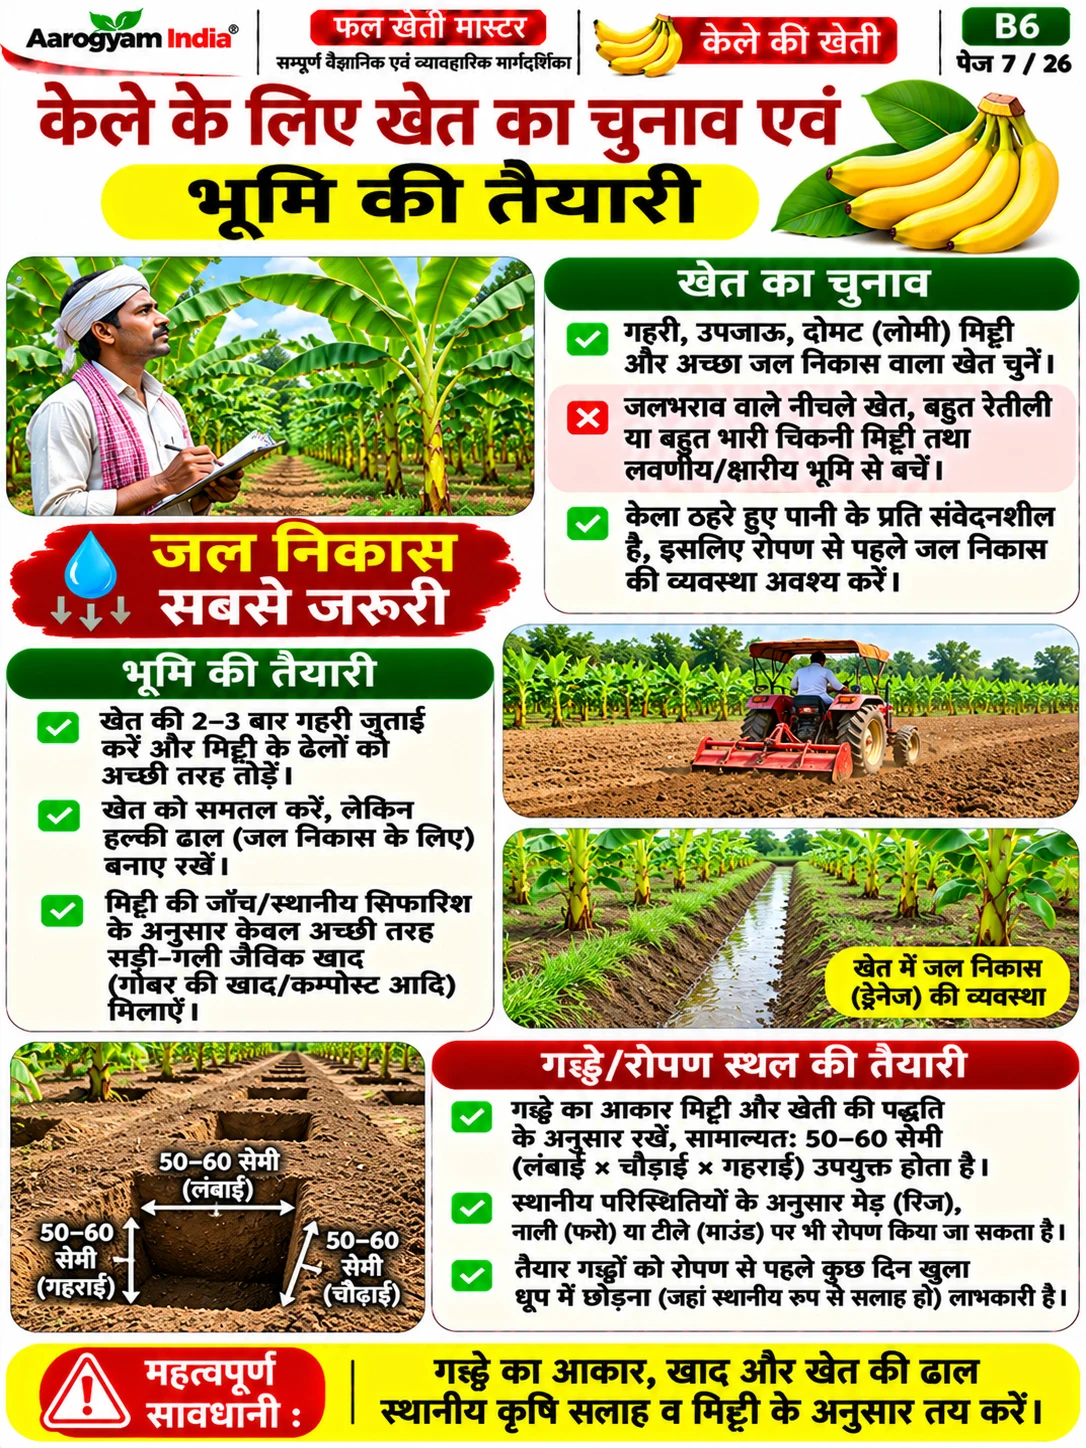 Aarogyam India®
फल खेती मास्टर
सम्पूर्ण वैज्ञानिक एवं व्यावहारिक मार्गदर्शिका
केले की खेती
B6
पेज 7 / 26
केले के लिए खेत का चुनाव एवं
भूमि की तैयारी
खेत का चुनाव
गहरी, उपजाऊ, दोमट (लोमी) मिट्टी
और अच्छा जल निकास वाला खेत चुनें।
जलभराव वाले नीचले खेत, बहुत रेतीली
या बहुत भारी चिकनी मिट्टी तथा
लवणीय/क्षारीय भूमि से बचें।
केला ठहरे हुए पानी के प्रति संवेदनशील
है, इसलिए रोपण से पहले जल निकास
की व्यवस्था अवश्य करें।
जल निकास
सबसे जरूरी
भूमि की तैयारी
खेत की 2–3 बार गहरी जुताई
करें और मिट्टी के ढेलों को
अच्छी तरह तोड़ें।
खेत को समतल करें, लेकिन
हल्की ढाल (जल निकास के लिए)
बनाए रखें।
मिट्टी की जॉंच/स्थानीय सिफारिश
के अनुसार केवल अच्छी तरह
सड़ी–गली जैविक खाद
(गोबर की खाद/कम्पोस्ट आदि)
मिलाऐं।
खेत में जल निकास
(ड्रेनेज) की व्यवस्था
गड्ढे/रोपण स्थल की तैयारी
गड्ढे का आकार मिट्टी और खेती की पद्धति
के अनुसार रखें, सामाल्यत: 50–60 सेमी
(लंबाई × चौड़ाई × गहराई) उपयुक्त होता है।
स्थानीय परिस्थितियों के अनुसार मेड़ (रिज),
नाली (फरो) या टीले (माउंड) पर भी रोपण किया जा सकता है।
तैयार गड्ढों को रोपण से पहले कुछ दिन खुला
धूप में छोड़ना (जहां स्थानीय रुप से सलाह हो) लाभकारी है।
50–60 सेमी
(लंबाई)
50–60
सेमी
(गहराई)
50–60
सेमी
(चौढ़ाई)
महत्वपूर्ण
सावधानी :
गड्ढे का आकार, खाद और खेत की ढाल
स्थानीय कृषि सलाह व मिट्टी के अनुसार तय करें।